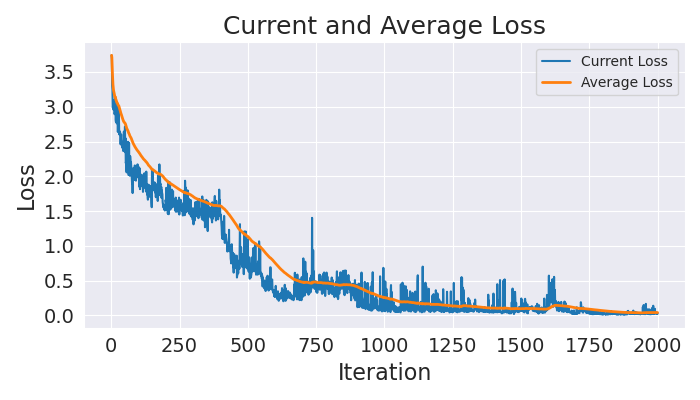 Current and Average Loss
Current Loss
Average Loss
3.5
3.0
2.5
2.0
1.5
1.0
0.5
0.0
Loss
0 250 500 750 1000 1250 1500 1750 2000
Iteration